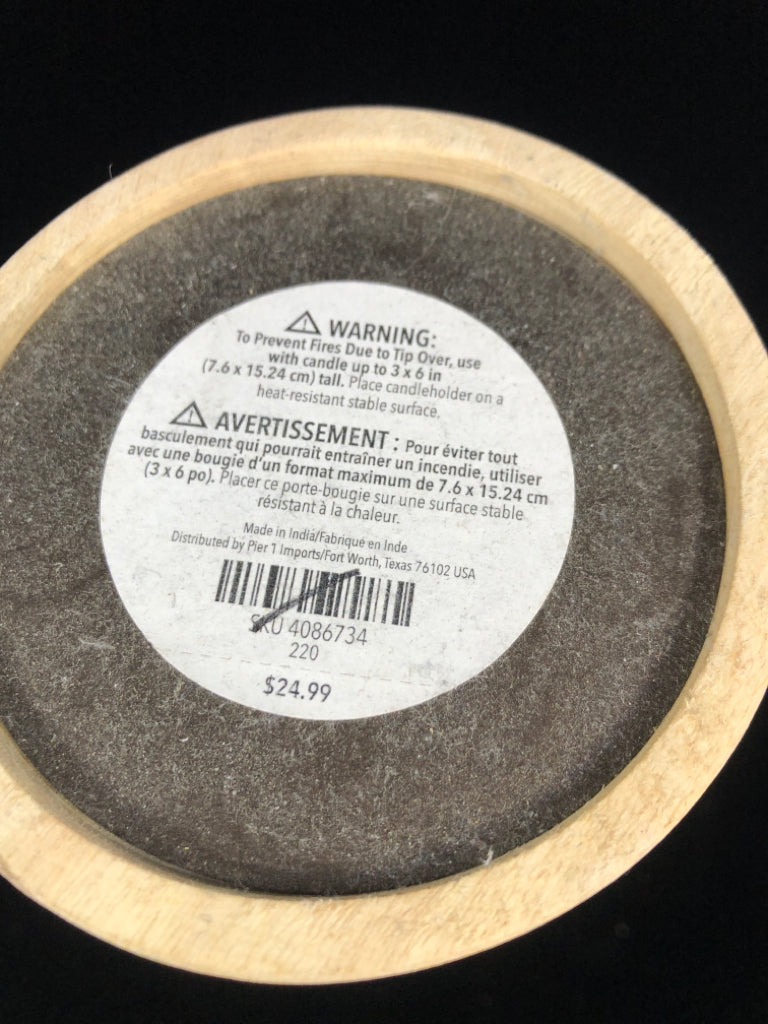 ⚠ WARNING:
To Prevent Fires Due to Tip Over, use
with candle up to 3 x 6 in
(7.6 x 15.24 cm) tall. Place candleholder on a
heat-resistant stable surface.
⚠ AVERTISSEMENT : Pour éviter tout
basculement qui pourrait entraîner un incendie, utiliser
avec une bougie d'un format maximum de 7.6 x 15.24 cm
(3 x 6 po). Placer ce porte-bougie sur une surface stable
résistant à la chaleur.
Made in India/Fabriqué en Inde
Distributed by Pier 1 Imports/Fort Worth, Texas 76102 USA
SKU 4086734
220
$24.99